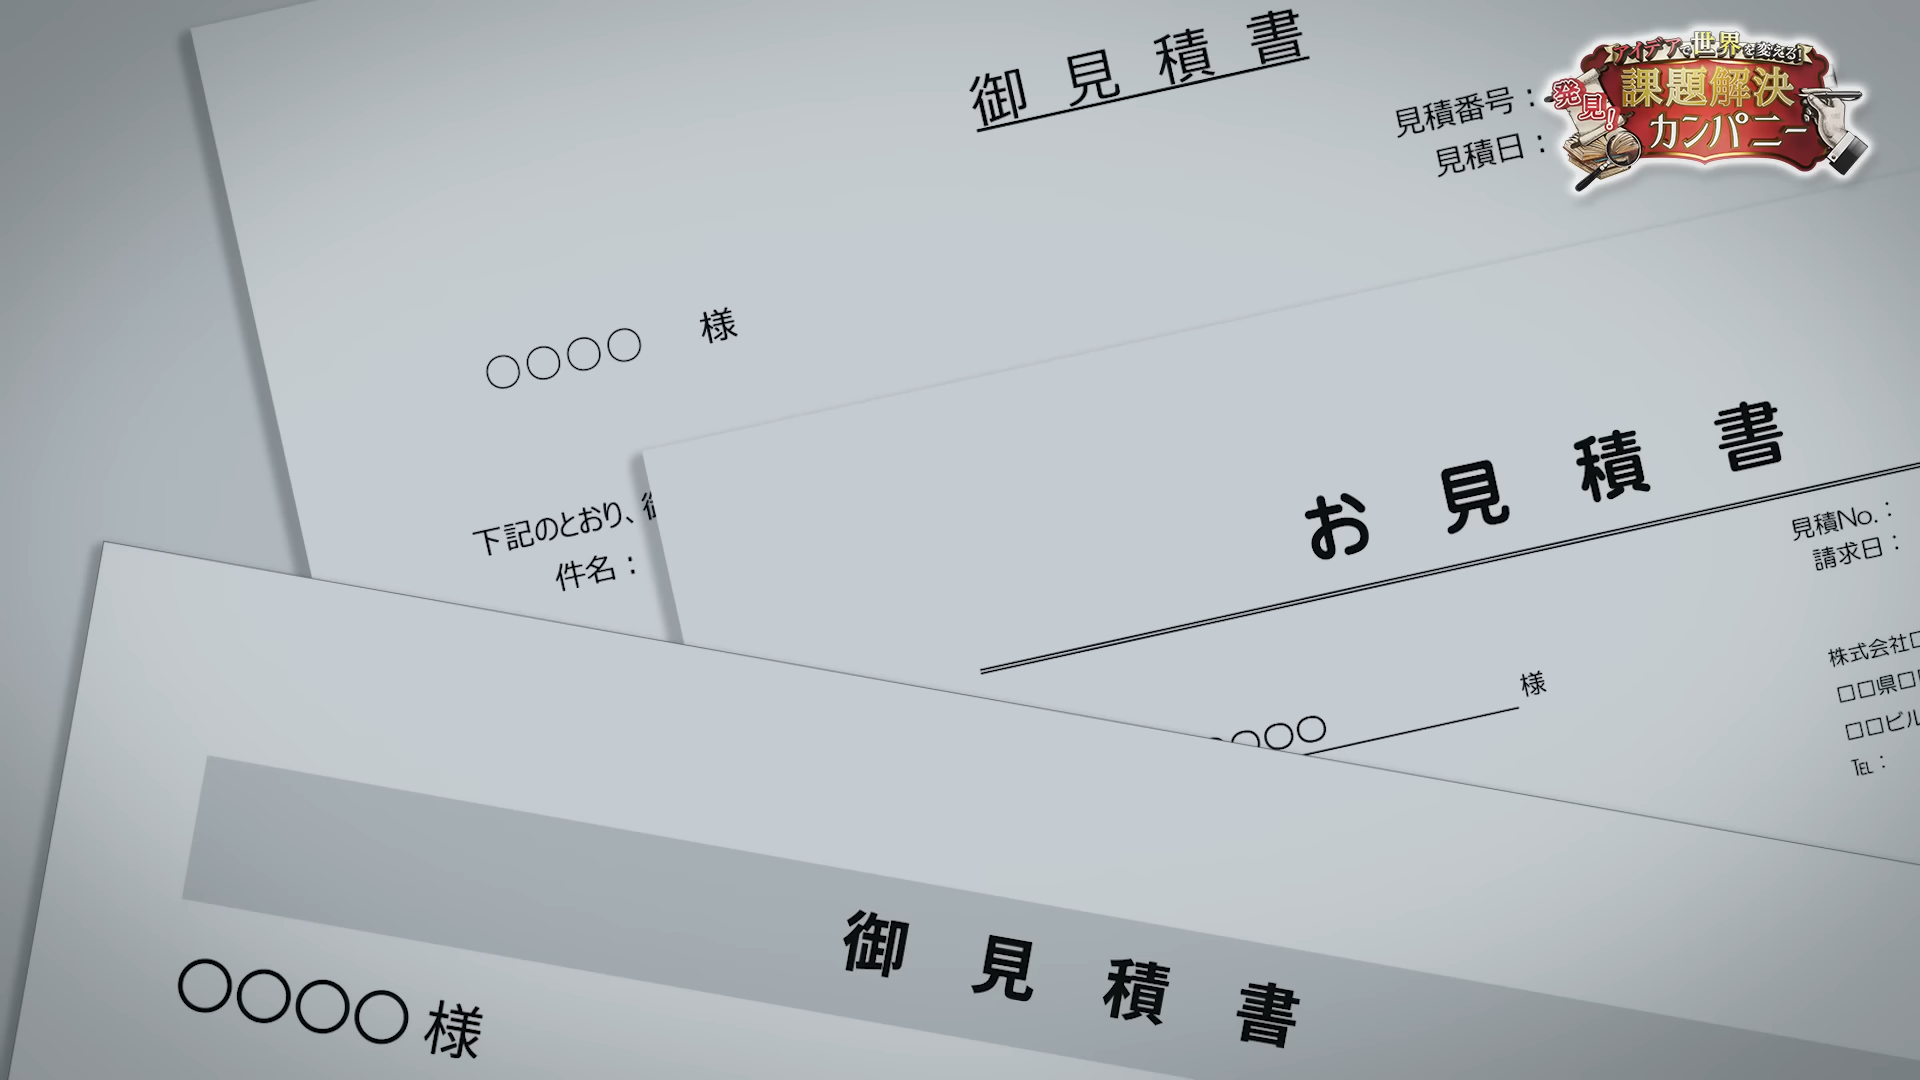 御見積書
見積番号：
見積日：
アイデアで世界を変える！
発見！
課題解決
カンパニー
○○○○　様
下記のとおり、御
件名：
お見積書
見積No.：
請求日：
株式会社□
□□県□
□□ビル
TEL：
○○○ 様
御見積書
○○○○様